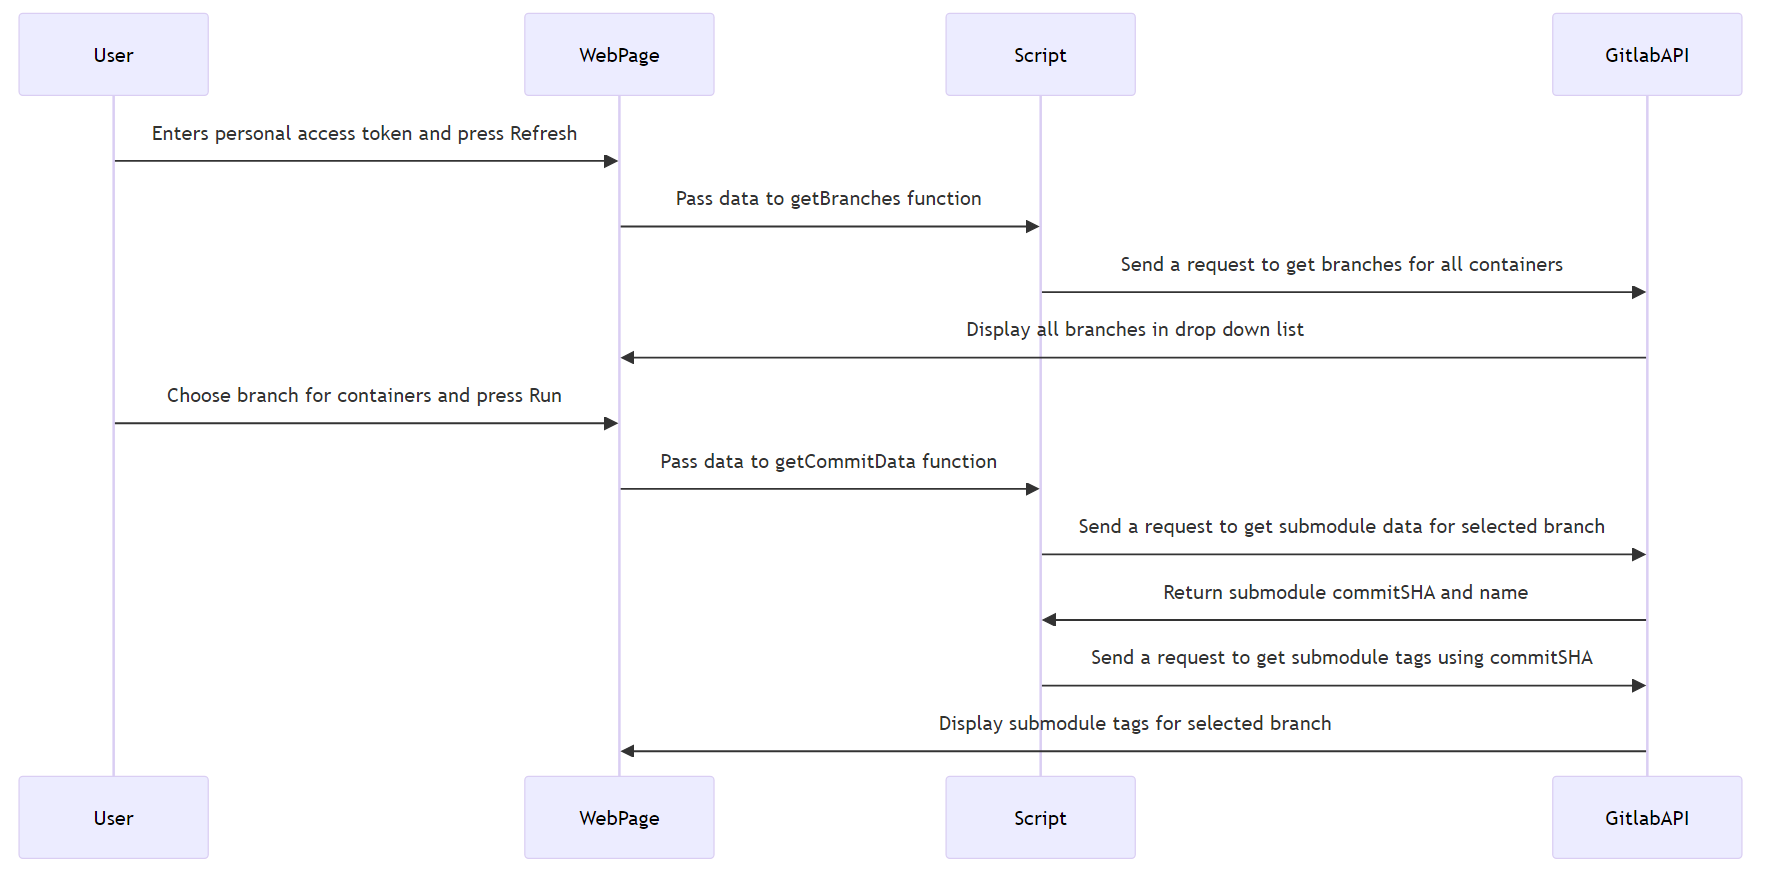 User
WebPage
Script
GitlabAPI
Enters personal access token and press Refresh
Pass data to getBranches function
Send a request to get branches for all containers
Display all branches in drop down list
Choose branch for containers and press Run
Pass data to getCommitData function
Send a request to get submodule data for selected branch
Return submodule commitSHA and name
Send a request to get submodule tags using commitSHA
Display submodule tags for selected branch
User
WebPage
Script
GitlabAPI